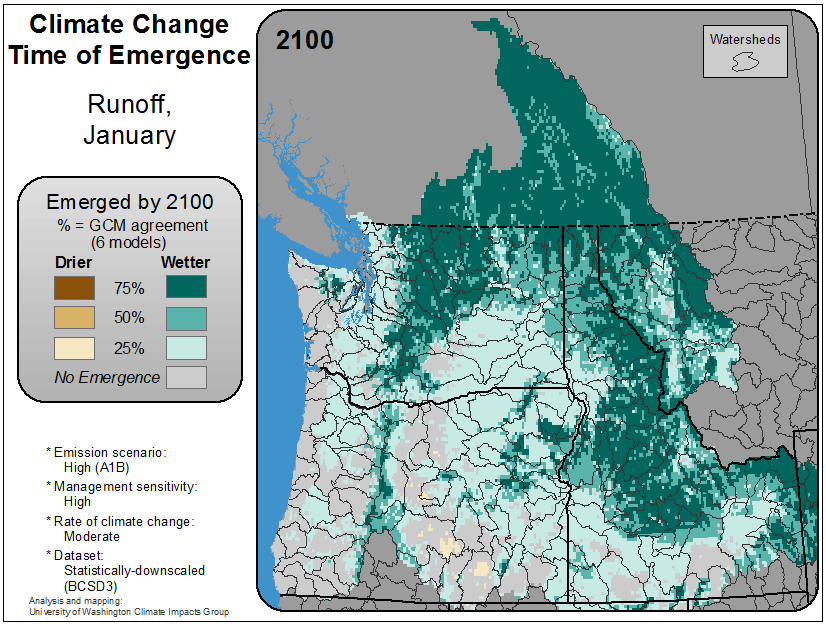 Climate Change
Time of Emergence
Runoff,
January
Emerged by 2100
% = GCM agreement
(6 models)
Drier
Wetter
75%
50%
25%
No Emergence
* Emission scenario:
High (A1B)
* Management sensitivity:
High
* Rate of climate change:
Moderate
* Dataset:
Statistically-downscaled
(BCSD3)
Analysis and mapping:
University of Washington Climate Impacts Group
2100
Watersheds